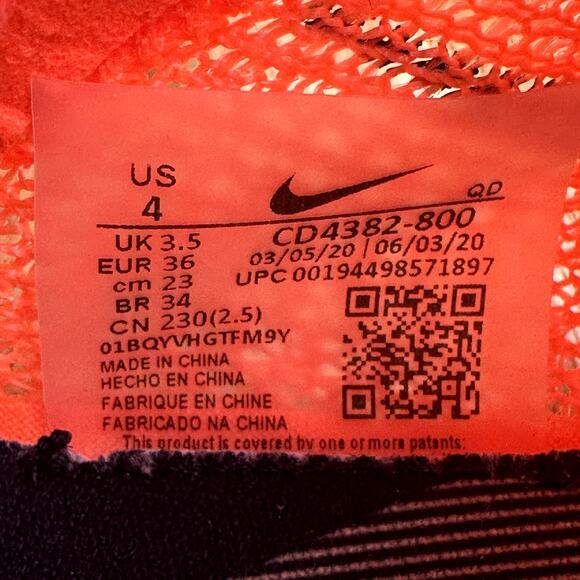 US
4
QD
CD4382-800
UK 3.5
03/05/20 | 06/03/20
EUR 36
UPC 00194498571897
cm 23
BR 34
CN 230(2.5)
01BQYVHGTFM9Y
MADE IN CHINA
HECHO EN CHINA
FABRIQUE EN CHINE
FABRICADO NA CHINA
This product is covered by one or more patents: